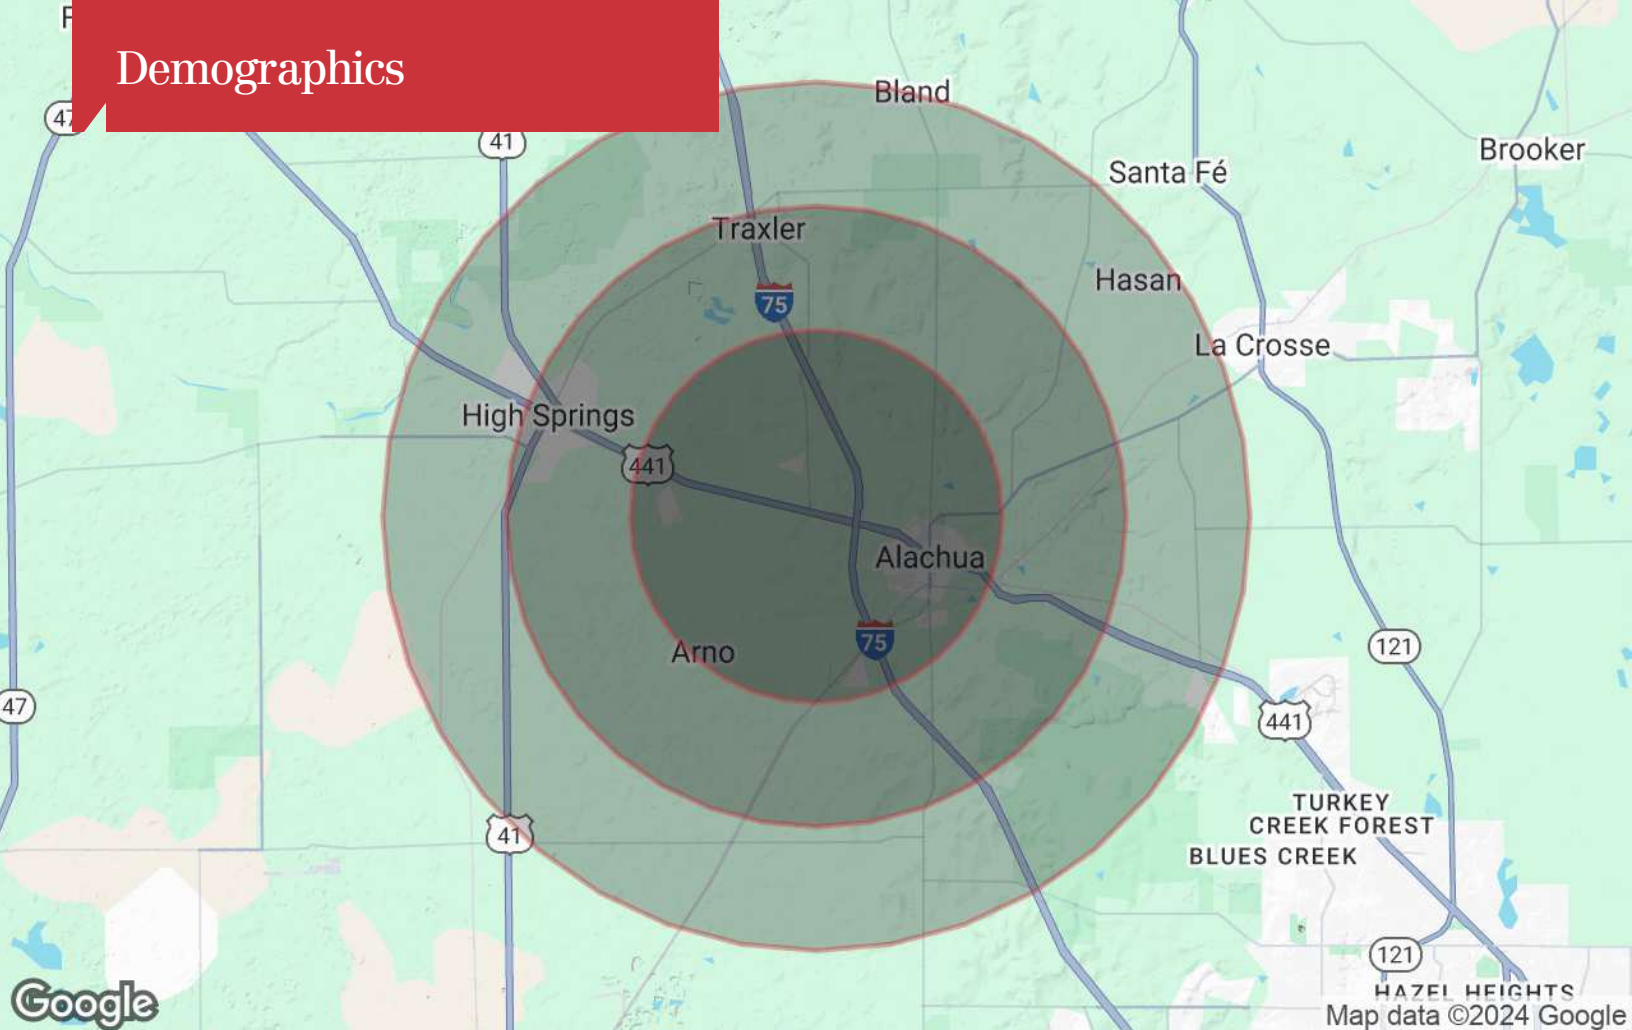 F
Demographics
47
41
Bland
Brooker
Santa Fé
Traxler
Hasan
75
La Crosse
High Springs
441
Alachua
75
Arno
121
47
441
TURKEY
CREEK FOREST
41
BLUES CREEK
121
HAZEL HEIGHTS
Google
Map data ©2024 Google